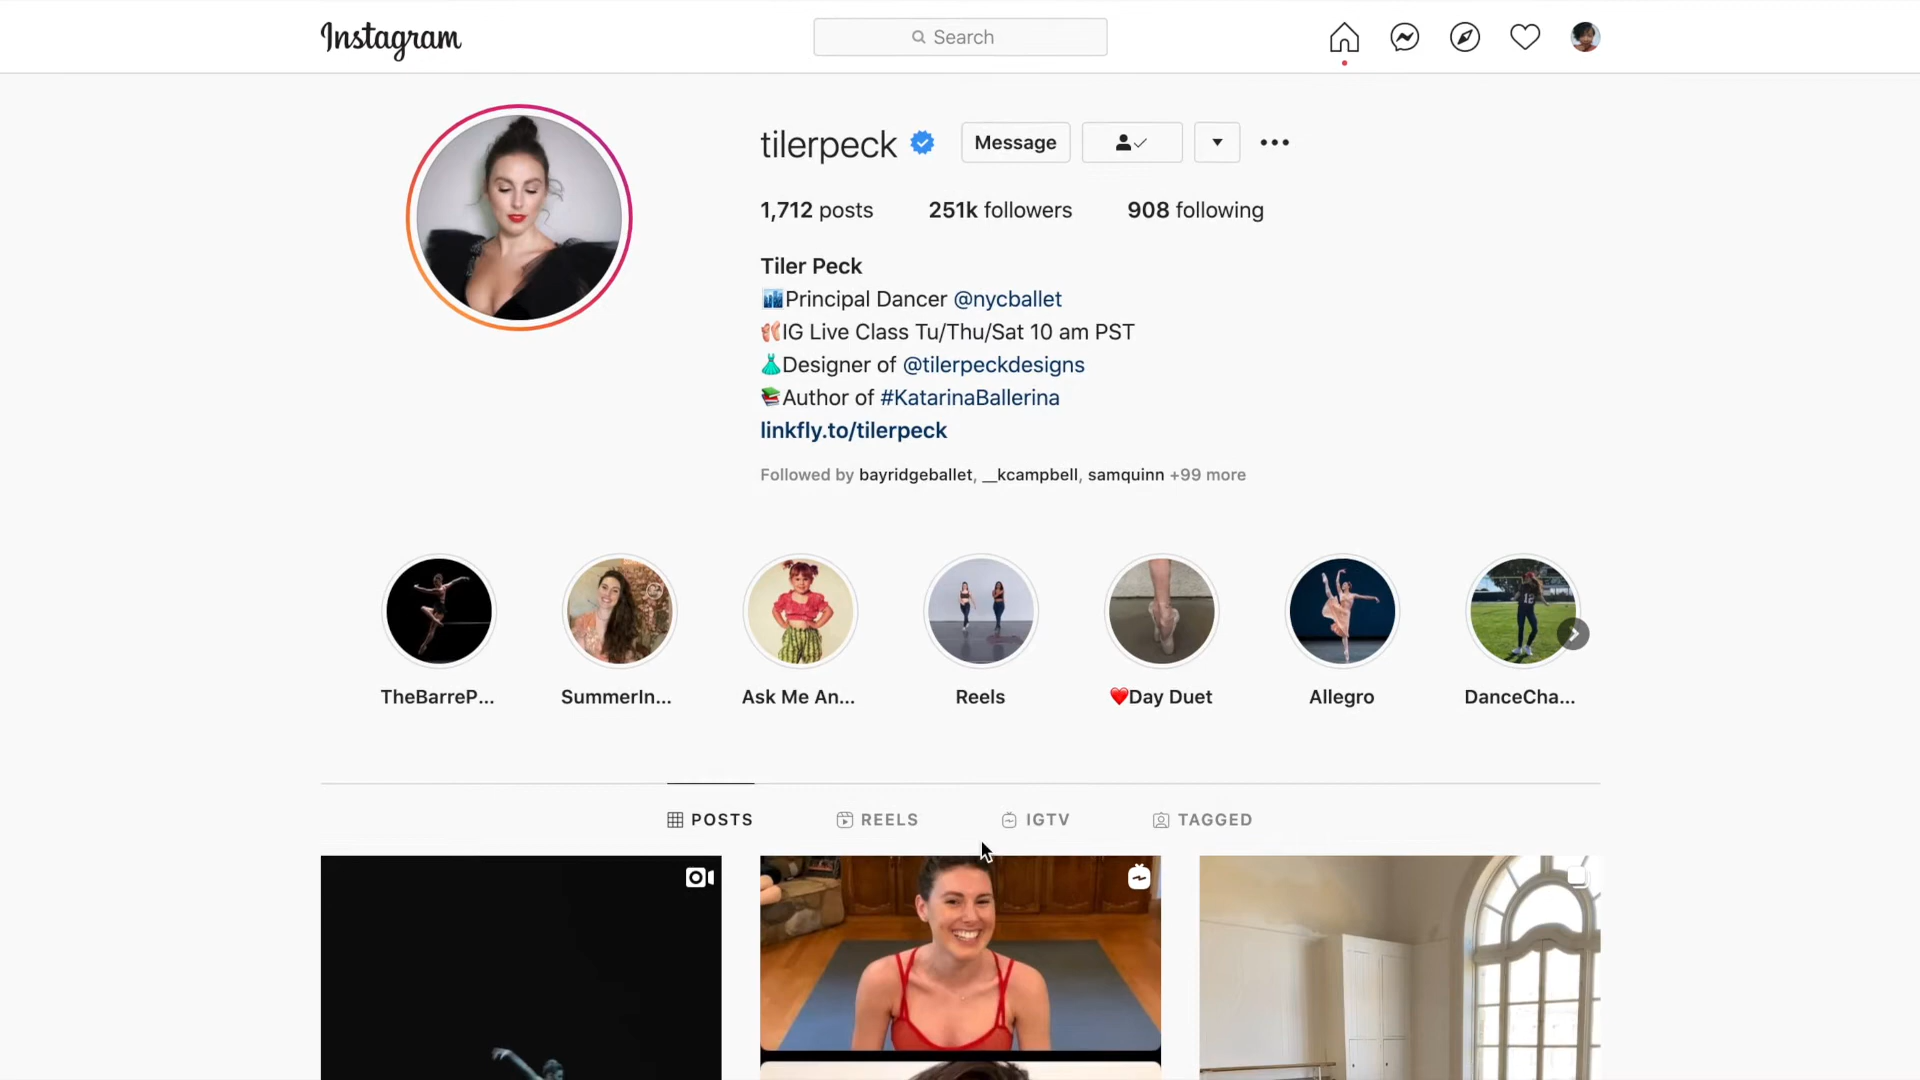 Instagram
Search
tilerpeck
Message
1,712 posts 251k followers 908 following
Tiler Peck
🏙Principal Dancer @nycballet
🩰IG Live Class Tu/Thu/Sat 10 am PST
👗Designer of @tilerpeckdesigns
📚Author of #KatarinaBallerina
linkfly.to/tilerpeck
Followed by bayridgeballet, __kcampbell, samquinn +99 more
TheBarreP... SummerIn... Ask Me An... Reels ❤️Day Duet Allegro DanceCha...
POSTS REELS IGTV TAGGED